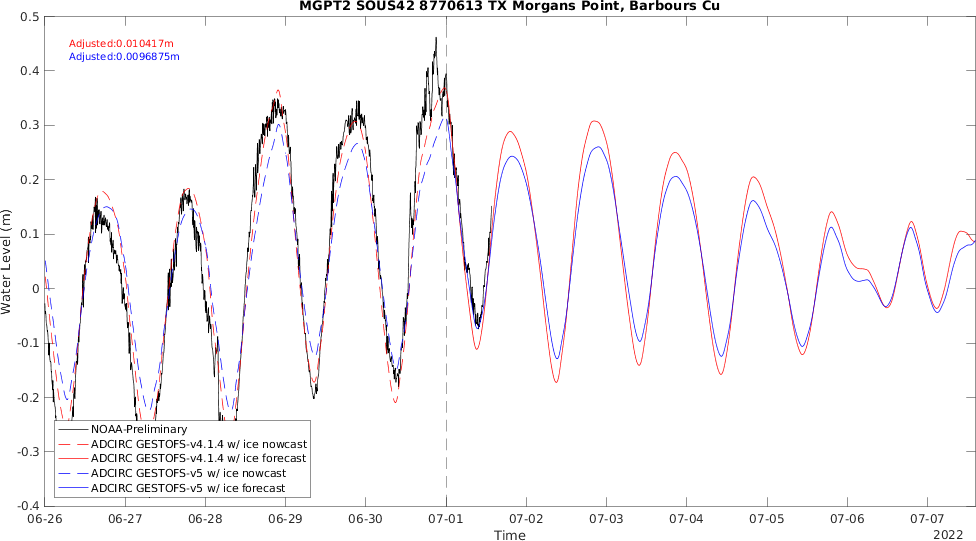 MGPT2 SOUS42 8770613 TX Morgans Point, Barbours Cu
Adjusted:0.010417m
Adjusted:0.0096875m
Water Level (m)
0.5
0.4
0.3
0.2
0.1
0
-0.1
-0.2
-0.3
-0.4
NOAA-Preliminary
ADCIRC GESTOFS-v4.1.4 w/ ice nowcast
ADCIRC GESTOFS-v4.1.4 w/ ice forecast
ADCIRC GESTOFS-v5 w/ ice nowcast
ADCIRC GESTOFS-v5 w/ ice forecast
06-26 06-27 06-28 06-29 06-30 07-01 07-02 07-03 07-04 07-05 07-06 07-07
Time
2022